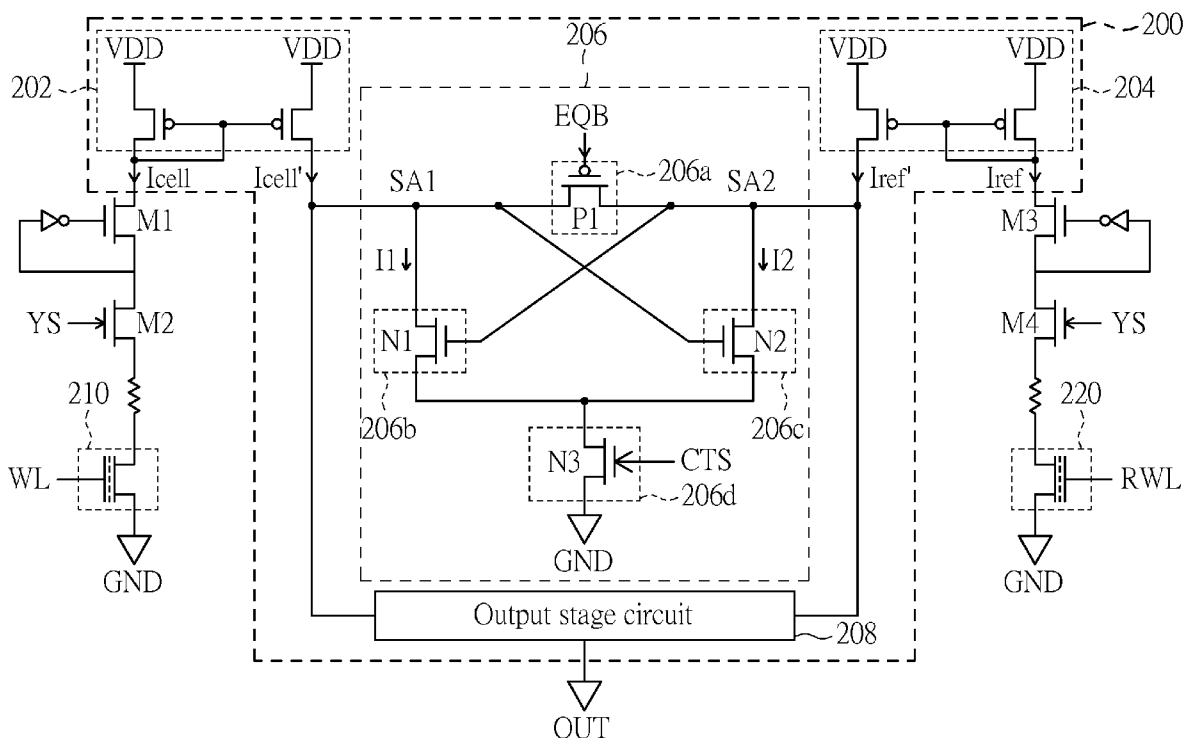 200
206
VDD VDD
202
VDD VDD
204
EQB
Icell Icell'
Iref' Iref
SA1 206a SA2
M1 P1 M3
I1 I2
YS M2 N1 N2 M4 YS
210 206b 206c 220
WL N3 CTS RWL
206d
GND GND GND
Output stage circuit
208
OUT